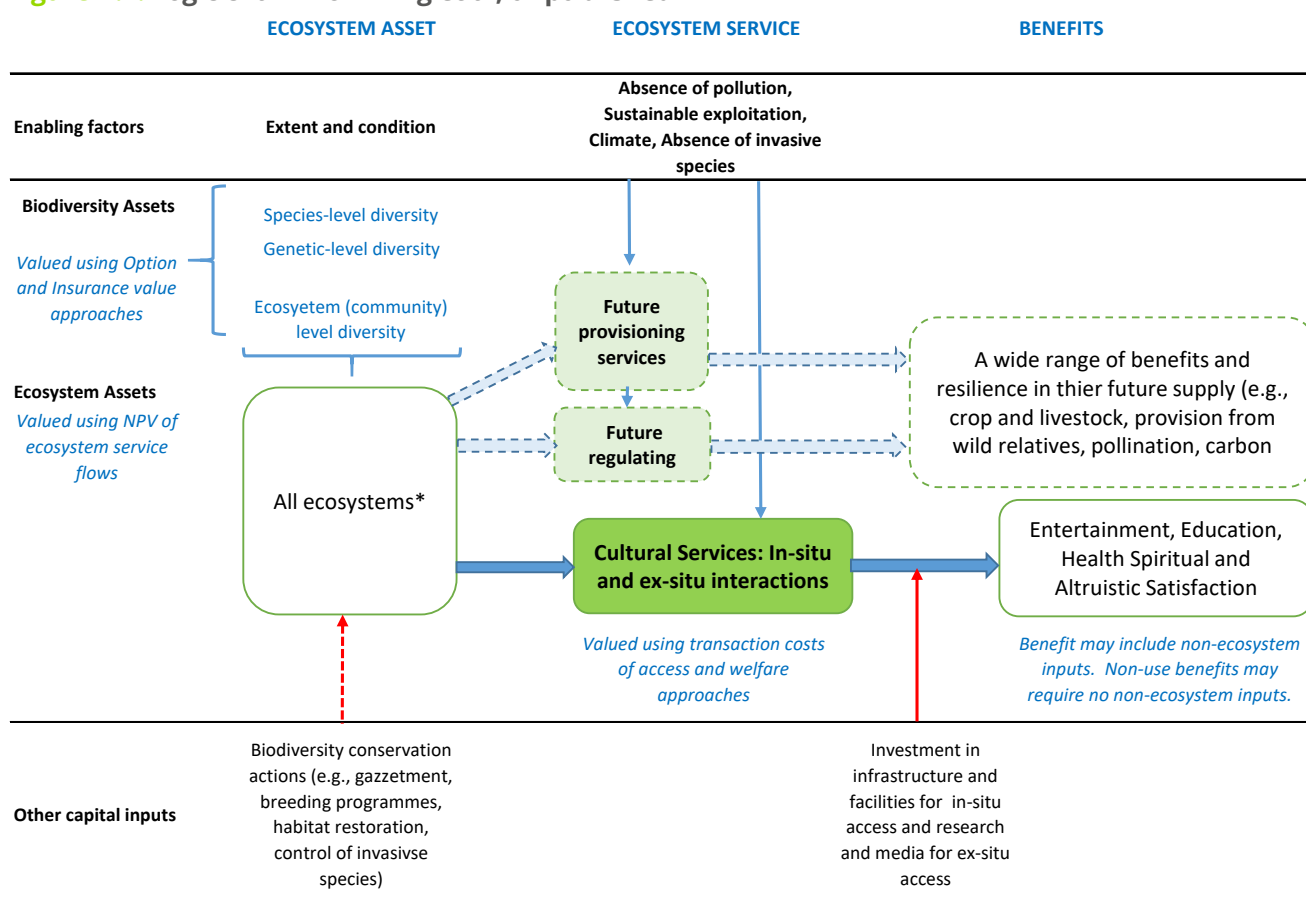 ECOSYSTEM ASSET
ECOSYSTEM SERVICE
BENEFITS
Enabling factors
Extent and condition
Absence of pollution,
Sustainable exploitation,
Climate, Absence of invasive
species
Biodiversity Assets
Valued using Option
and Insurance value
approaches
Species-level diversity
Genetic-level diversity
Ecosyetem (community)
level diversity
Ecosystem Assets
Valued using NPV of
ecosystem service
flows
All ecosystems*
Future
provisioning
services
Future
regulating
Cultural Services: In-situ
and ex-situ interactions
Valued using transaction costs
of access and welfare
approaches
A wide range of benefits and
resilience in thier future supply (e.g.,
crop and livestock, provision from
wild relatives, pollination, carbon
Entertainment, Education,
Health Spiritual and
Altruistic Satisfaction
Benefit may include non-ecosystem
inputs. Non-use benefits may
require no non-ecosystem inputs.
Other capital inputs
Biodiversity conservation
actions (e.g., gazzetment,
breeding programmes,
habitat restoration,
control of invasivse
species)
Investment in
infrastructure and
facilities for in-situ
access and research
and media for ex-situ
access